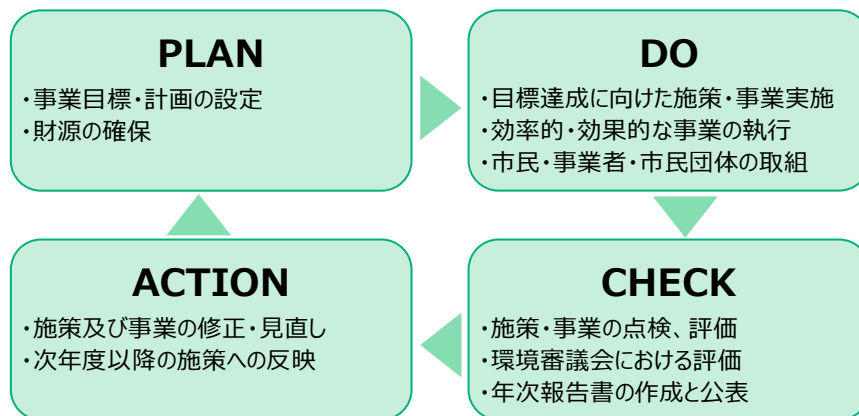 PLAN
・事業目標・計画の設定
・財源の確保
DO
・目標達成に向けた施策・事業実施
・効率的・効果的な事業の執行
・市民・事業者・市民団体の取組
CHECK
・施策・事業の点検、評価
・環境審議会における評価
・年次報告書の作成と公表
ACTION
・施策及び事業の修正・見直し
・次年度以降の施策への反映